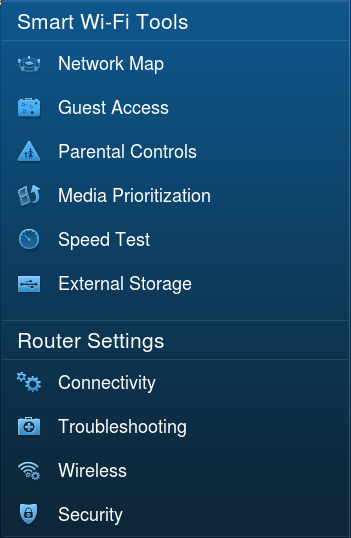 Smart Wi-Fi Tools
Network Map
Guest Access
Parental Controls
Media Prioritization
Speed Test
External Storage
Router Settings
Connectivity
Troubleshooting
Wireless
Security